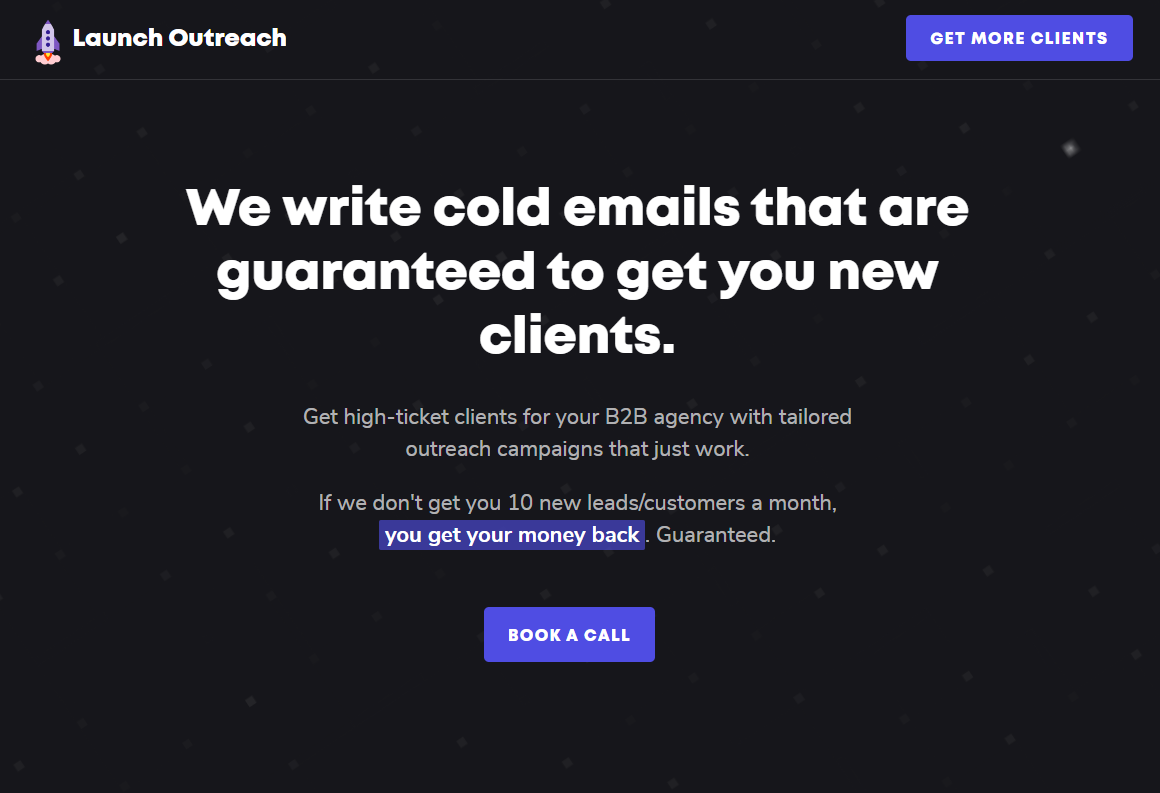 Launch Outreach
GET MORE CLIENTS
We write cold emails that are
guaranteed to get you new
clients.
Get high-ticket clients for your B2B agency with tailored
outreach campaigns that just work.
If we don't get you 10 new leads/customers a month,
you get your money back. Guaranteed.
BOOK A CALL